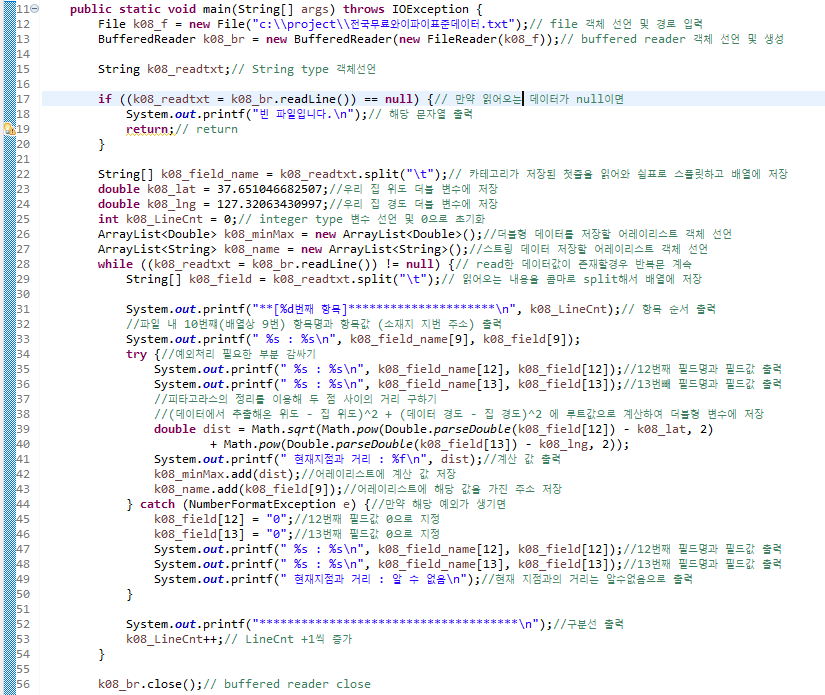 11 public static void main(String[] args) throws IOException {
12 File k08_f = new File("c:\\project\\전국무료와이파이표준데이터.txt");// file 객체 선언 및 경로 입력
13 BufferedReader k08_br = new BufferedReader(new FileReader(k08_f));// buffered reader 객체 선언 및 생성
14
15 String k08_readtxt;// String type 객체선언
16
17 if ((k08_readtxt = k08_br.readLine()) == null) {// 만약 읽어오는 데이터가 null이면
18 System.out.printf("빈 파일입니다.\n");// 해당 문자열 출력
19 return;// return
20 }
21
22 String[] k08_field_name = k08_readtxt.split("\t");// 카테고리가 저장된 첫줄을 읽어와 쉼표로 스플릿하고 배열에 저장
23 double k08_lat = 37.651046682507;//우리 집 위도 더블 변수에 저장
24 double k08_lng = 127.32063430997;//우리 집 경도 더블 변수에 저장
25 int k08_LineCnt = 0;// integer type 변수 선언 및 0으로 초기화
26 ArrayList<Double> k08_minMax = new ArrayList<Double>();//더블형 데이터를 저장할 어레이리스트 객체 선언
27 ArrayList<String> k08_name = new ArrayList<String>();//스트링 데이터 저장할 어레이리스트 객체 선언
28 while ((k08_readtxt = k08_br.readLine()) != null) {// read한 데이터값이 존재할경우 반복문 계속
29 String[] k08_field = k08_readtxt.split("\t");// 읽어오는 내용을 콤마로 split해서 배열에 저장
30
31 System.out.printf("**[%d번째 항목]*********************\n", k08_LineCnt);// 항목 순서 출력
32 //파일 내 10번째(배열상 9번) 항목명과 항목값 (소재지 지번 주소) 출력
33 System.out.printf(" %s : %s\n", k08_field_name[9], k08_field[9]);
34 try {//예외처리 필요한 부분 감싸기
35 System.out.printf(" %s : %s\n", k08_field_name[12], k08_field[12]);//12번째 필드명과 필드값 출력
36 System.out.printf(" %s : %s\n", k08_field_name[13], k08_field[13]);//13번째 필드명과 필드값 출력
37 //피타고라스의 정리를 이용해 두 점 사이의 거리 구하기
38 //(데이터에서 추출해온 위도 - 집 위도)^2 + (데이터 경도 - 집 경도)^2 에 루트값으로 계산하여 더블형 변수에 저장
39 double dist = Math.sqrt(Math.pow(Double.parseDouble(k08_field[12]) - k08_lat, 2)
40 + Math.pow(Double.parseDouble(k08_field[13]) - k08_lng, 2));
41 System.out.printf(" 현재지점과 거리 : %f\n", dist);//계산 값 출력
42 k08_minMax.add(dist);//어레이리스트에 계산 값 저장
43 k08_name.add(k08_field[9]);//어레이리스트에 해당 값을 가진 주소 저장
44 } catch (NumberFormatException e) {//만약 해당 예외가 생기면
45 k08_field[12] = "0";//12번째 필드값 0으로 지정
46 k08_field[13] = "0";//13번째 필드값 0으로 지정
47 System.out.printf(" %s : %s\n", k08_field_name[12], k08_field[12]);//12번째 필드명과 필드값 출력
48 System.out.printf(" %s : %s\n", k08_field_name[13], k08_field[13]);//13번째 필드명과 필드값 출력
49 System.out.printf(" 현재지점과 거리 : 알 수 없음\n");//현재 지점과의 거리는 알수없음으로 출력
50 }
51
52 System.out.printf("*************************************\n");//구분선 출력
53 k08_LineCnt++;// LineCnt +1씩 증가
54 }
55
56 k08_br.close();// buffered reader close